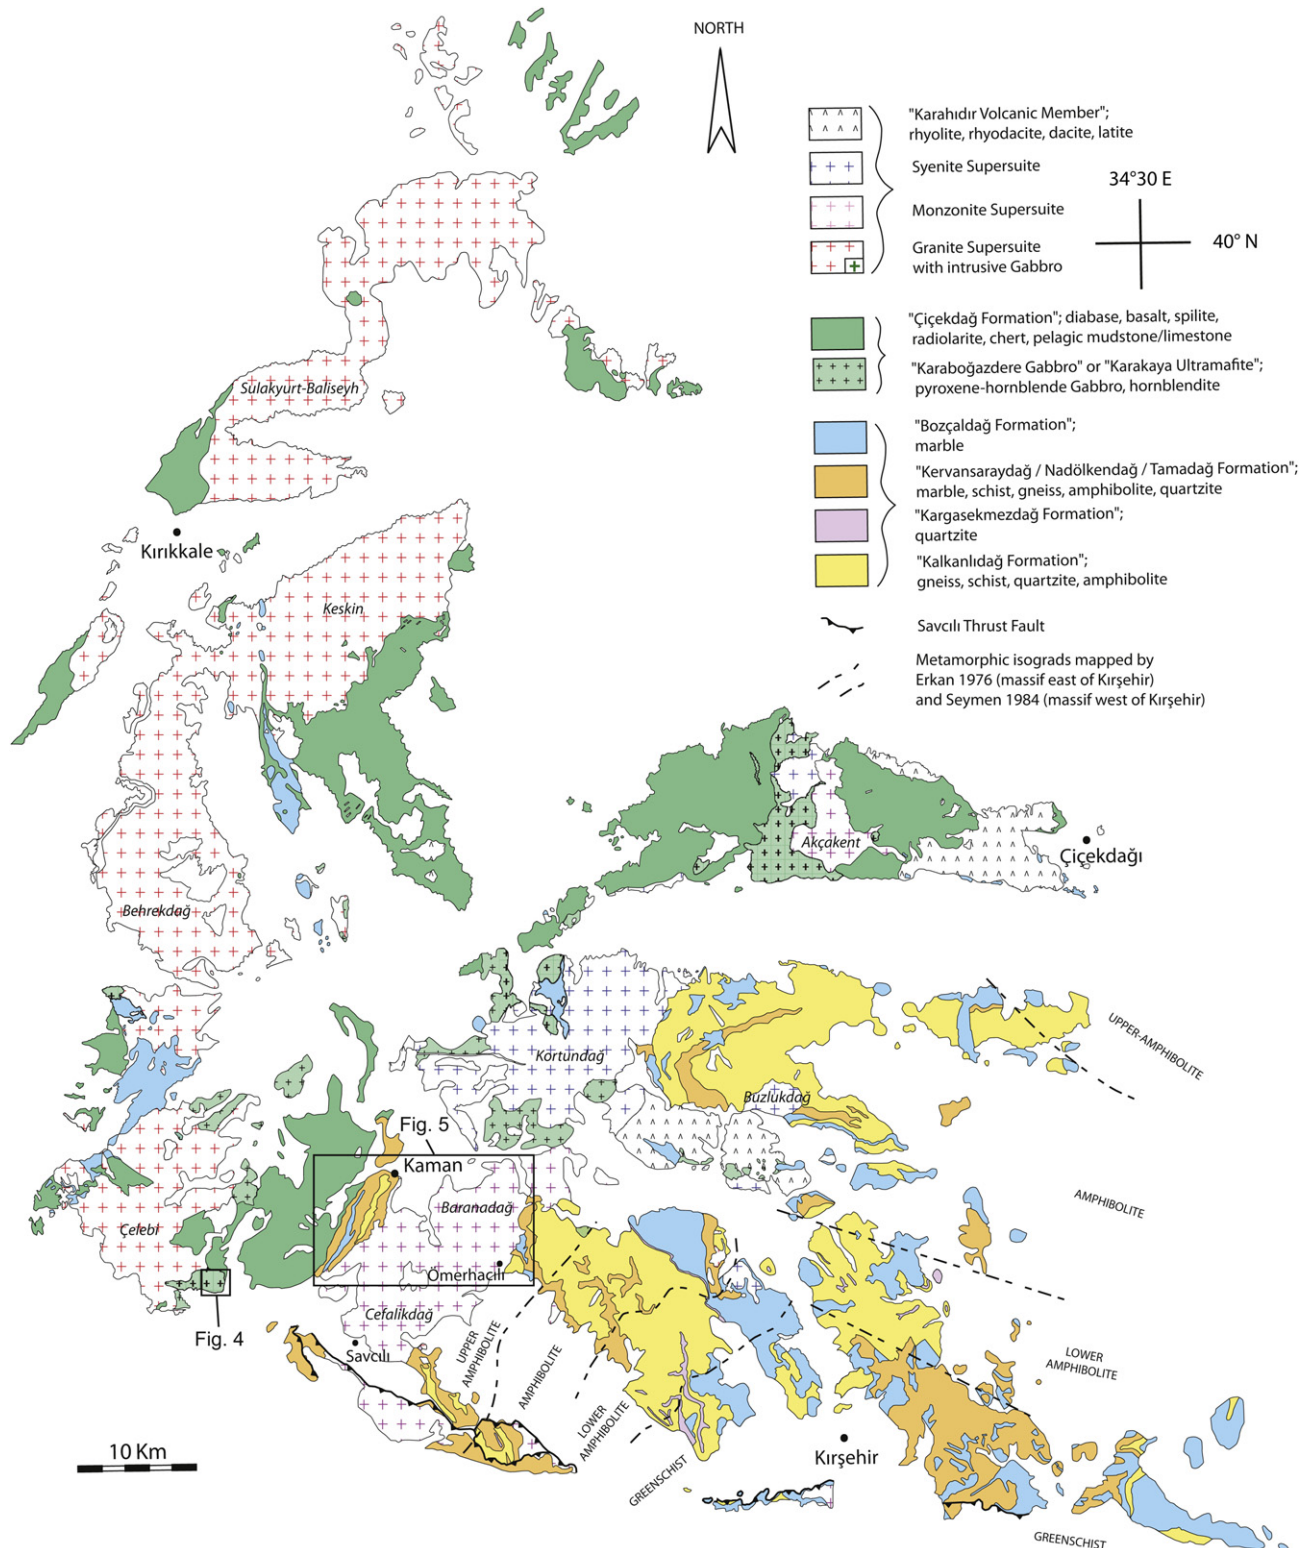 NORTH
"Karahıdır Volcanic Member";
rhyolite, rhyodacite, dacite, latite
Syenite Supersuite
Monzonite Supersuite
Granite Supersuite
with intrusive Gabbro
34°30 E
40° N
"Çiçekdağ Formation"; diabase, basalt, spilite,
radiolarite, chert, pelagic mudstone/limestone
"Karaboğazdere Gabbro" or "Karakaya Ultramafite";
pyroxene-hornblende Gabbro, hornblendite
"Bozçaldağ Formation";
marble
"Kervansaraydağ / Nadölkendağ / Tamadağ Formation";
marble, schist, gneiss, amphibolite, quartzite
"Kargasekmezdağ Formation";
quartzite
"Kalkanlıdağ Formation";
gneiss, schist, quartzite, amphibolite
Savcılı Thrust Fault
Metamorphic isograds mapped by
Erkan 1976 (massif east of Kırşehir)
and Seymen 1984 (massif west of Kırşehir)
Sulakyurt-Baliseyh
Kırıkkale
Keskin
Akçakent
Çiçekdağı
Behrekdağ
UPPER-AMPHIBOLITE
Kortundağ
Buzlukdağ
Fig. 5
Kaman
AMPHIBOLITE
Baranadağ
Çelebi
Ömerhacılı
Cefalikdağ
Fig. 4
Savcılı
UPPER
AMPHIBOLITE
AMPHIBOLITE
LOWER
AMPHIBOLITE
LOWER
AMPHIBOLITE
10 Km
Kırşehir
GREENSCHIST
GREENSCHIST